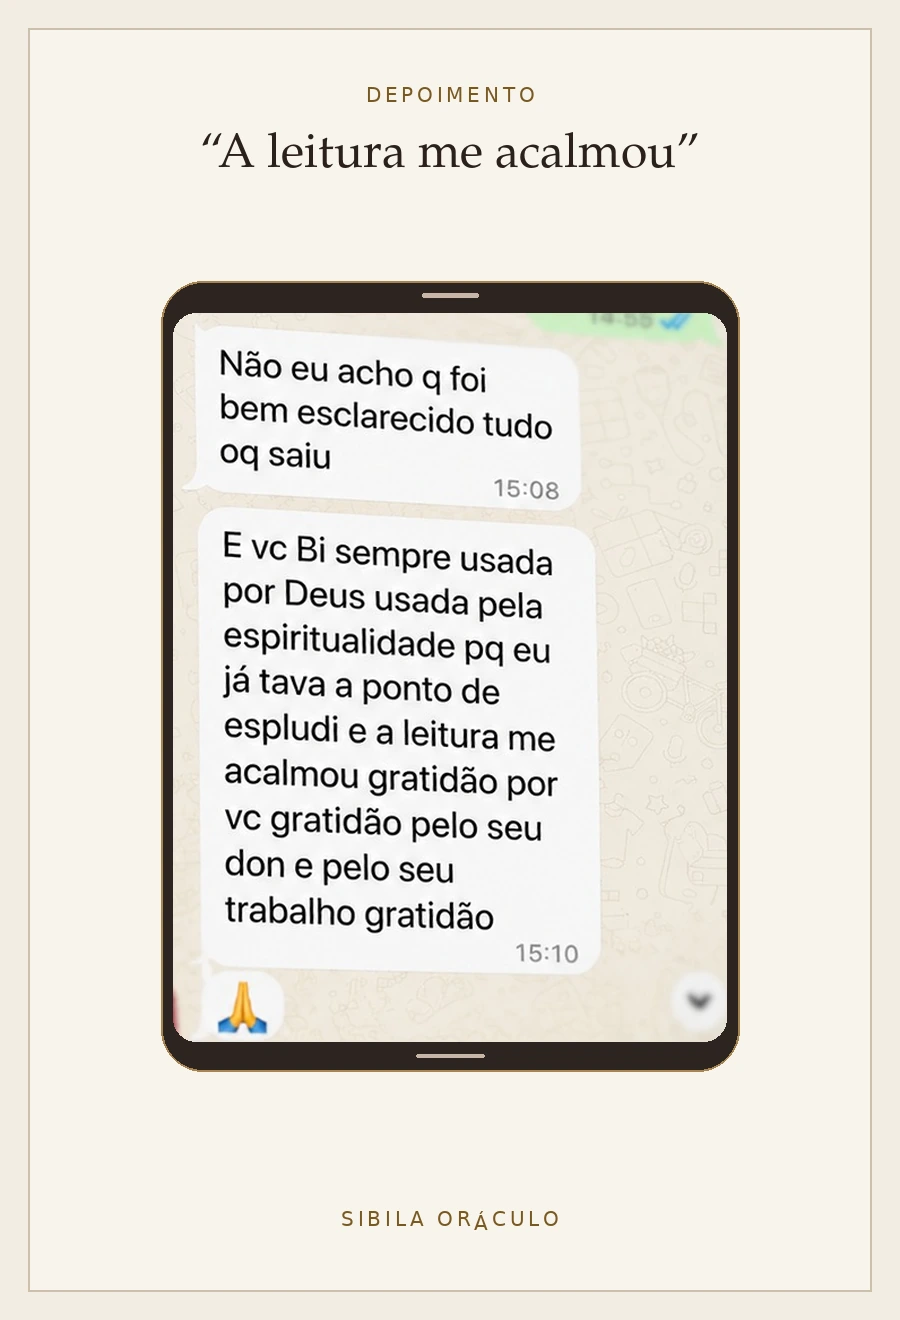 DEPOIMENTO
“A leitura me acalmou”
14:55
Não eu acho q foi
bem esclarecido tudo
oq saiu
15:08
E vc Bi sempre usada
por Deus usada pela
espiritualidade pq eu
já tava a ponto de
espludi e a leitura me
acalmou gratidão por
vc gratidão pelo seu
don e pelo seu
trabalho gratidão
15:10
SIBILA ORÁCULO